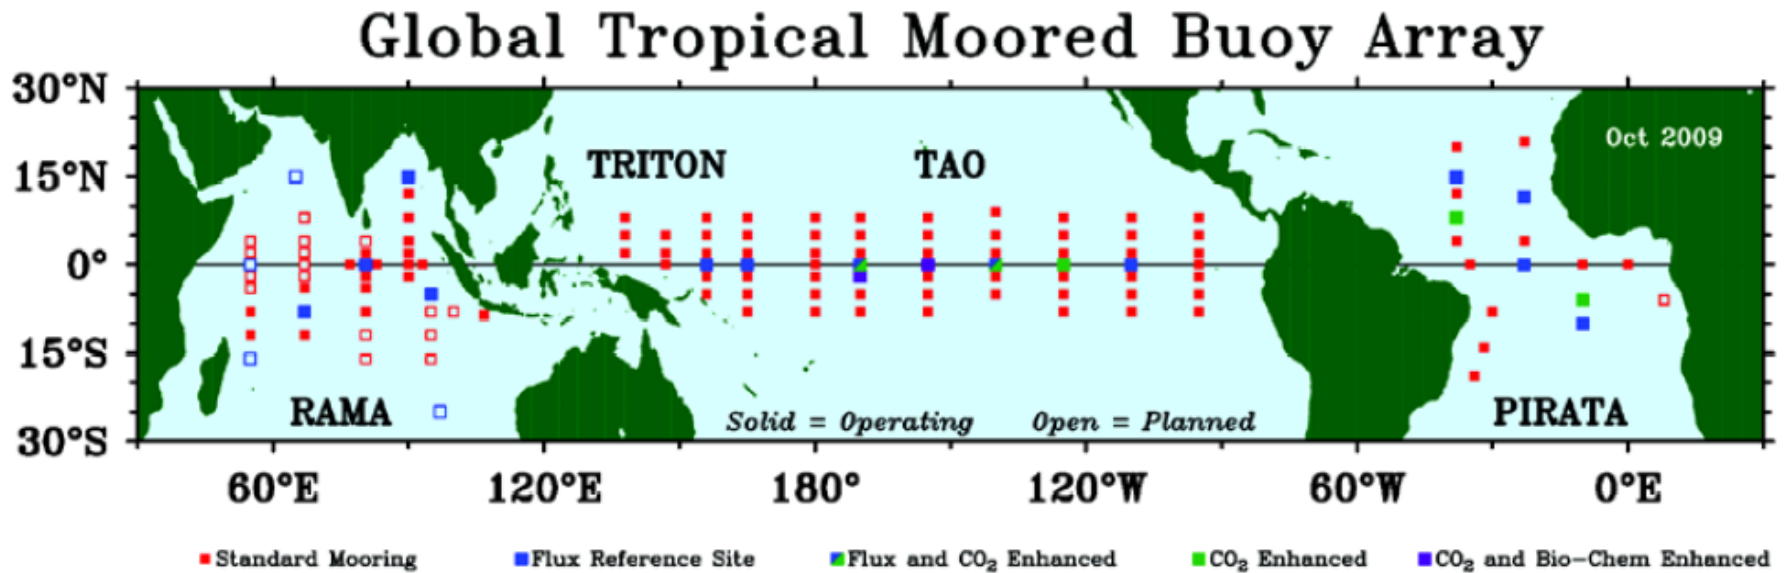 Global Tropical Moored Buoy Array
30°N
15°N
0°
15°S
30°S
Oct 2009
TRITON
TAO
RAMA
Solid = Operating
Open = Planned
PIRATA
60°E
120°E
180°
120°W
60°W
0°E
Standard Mooring
Flux Reference Site
Flux and CO₂ Enhanced
CO₂ Enhanced
CO₂ and Bio-Chem Enhanced